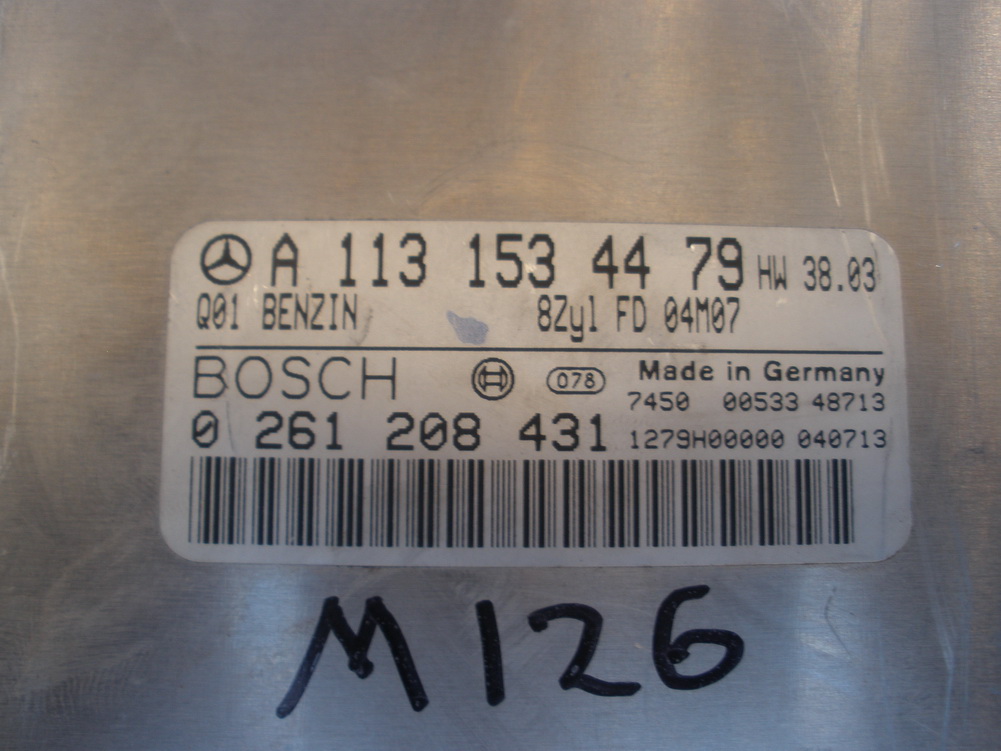 A 113 153 44 79 HW 38.03
Q01 BENZIN 8Zyl FD 04M07
BOSCH 078 Made in Germany
7450 00533 48713
0 261 208 431 1279H00000 040713
M126